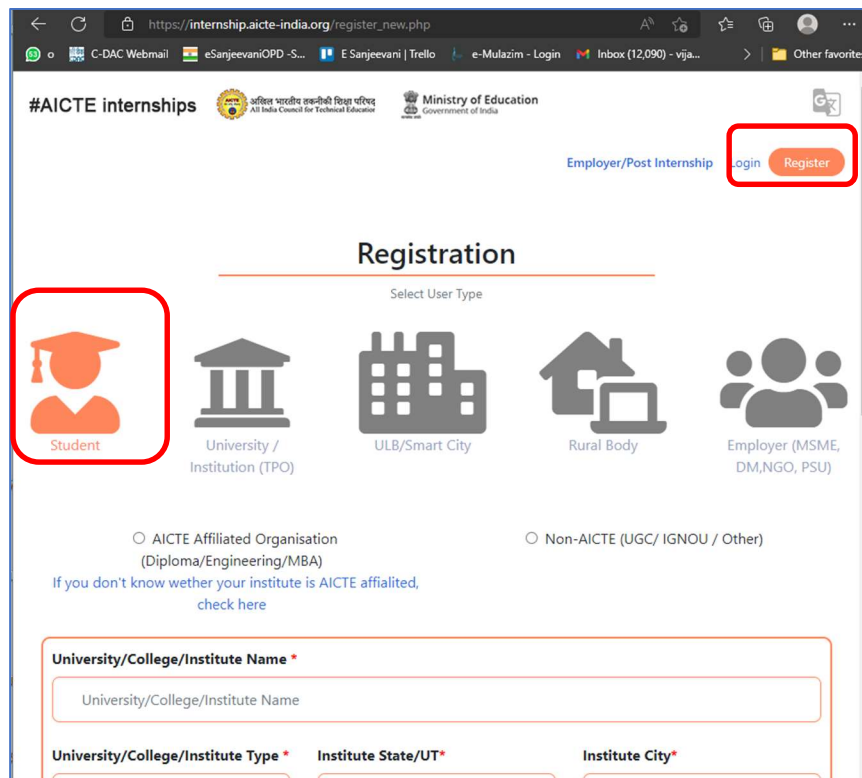 https://internship.aicte-india.org/register_new.php
53 o C-DAC Webmail eSanjeevaniOPD -S... E Sanjeevani | Trello e-Mulazim - Login Inbox (12,090) - vija... Other favorites
#AICTE internships अखिल भारतीय तकनीकी शिक्षा परिषद Ministry of Education
All India Council for Technical Education Government of India
Employer/Post Internship Login Register
Registration
Select User Type
Student University / ULB/Smart City Rural Body Employer (MSME,
Institution (TPO) DM,NGO, PSU)
AICTE Affiliated Organisation Non-AICTE (UGC/ IGNOU / Other)
(Diploma/Engineering/MBA)
If you don't know wether your institute is AICTE affialited,
check here
University/College/Institute Name *
University/College/Institute Name
University/College/Institute Type * Institute State/UT* Institute City*